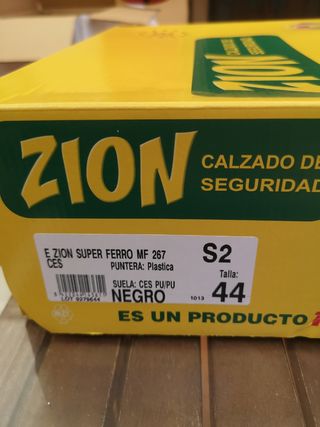 ZION
ZION
CALZADO DE
SEGURIDAD
E ZION SUPER FERRO MF 267
CES
PUNTERA: Plastica
S2
SUELA: CES PU/PU
Talla:
NEGRO
1013
44
ES UN PRODUCTO